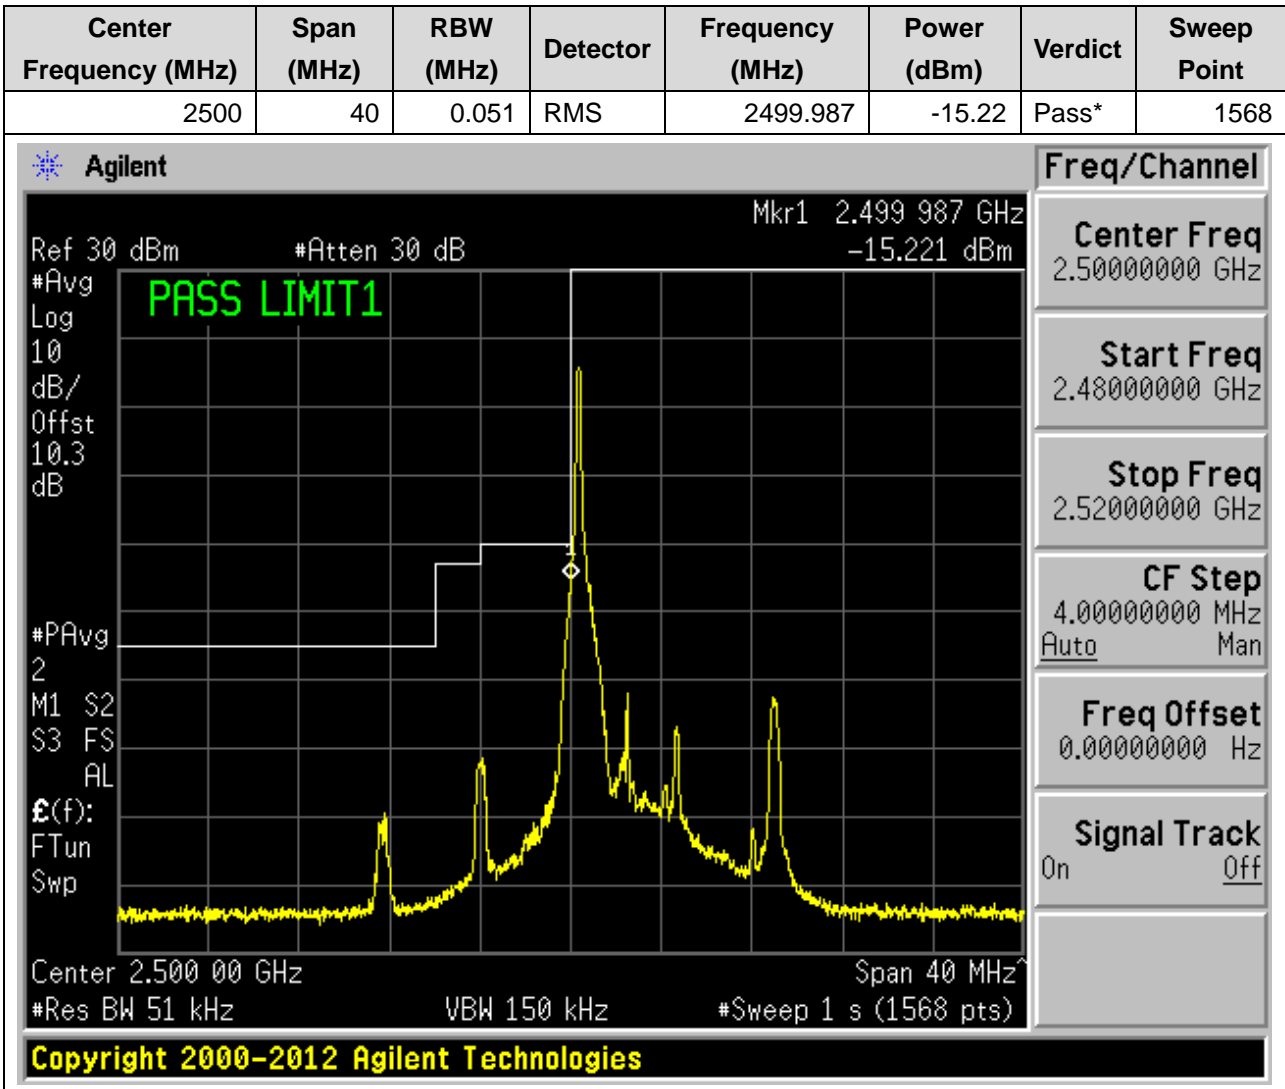 Center Frequency (MHz) Span (MHz) RBW (MHz) Detector Frequency (MHz) Power (dBm) Verdict Sweep Point
2500 40 0.051 RMS 2499.987 -15.22 Pass* 1568
Agilent
Freq/Channel
Mkr1 2.499 987 GHz
Ref 30 dBm #Atten 30 dB -15.221 dBm
#Avg
Log
10
dB/
Offst
10.3
dB
PASS LIMIT1
1
#PAvg
2
M1 S2
S3 FS
AL
£(f):
FTun
Swp
Center 2.500 00 GHz Span 40 MHz^
#Res BW 51 kHz VBW 150 kHz #Sweep 1 s (1568 pts)
Center Freq
2.50000000 GHz
Start Freq
2.48000000 GHz
Stop Freq
2.52000000 GHz
CF Step
4.00000000 MHz
Auto Man
Freq Offset
0.00000000 Hz
Signal Track
On Off
Copyright 2000-2012 Agilent Technologies